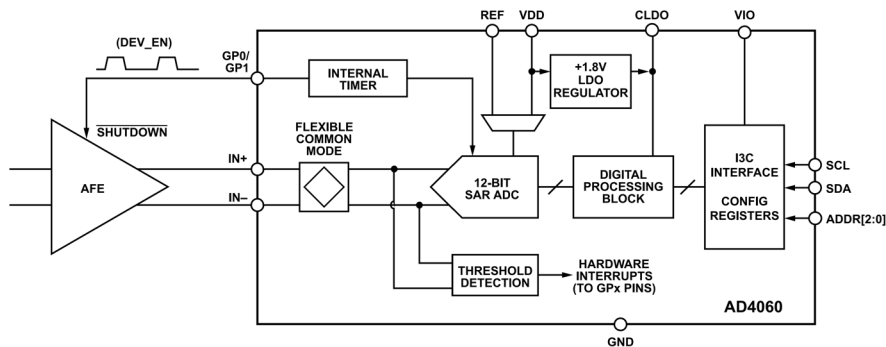 REF
VDD
CLDO
VIO
(DEV_EN)
GP0/
GP1
INTERNAL
TIMER
+1.8V
LDO
REGULATOR
SHUTDOWN
FLEXIBLE
COMMON
MODE
IN+
IN–
AFE
12-BIT
SAR ADC
DIGITAL
PROCESSING
BLOCK
I3C
INTERFACE
CONFIG
REGISTERS
SCL
SDA
ADDR[2:0]
THRESHOLD
DETECTION
HARDWARE
INTERRUPTS
(TO GPx PINS)
AD4060
GND